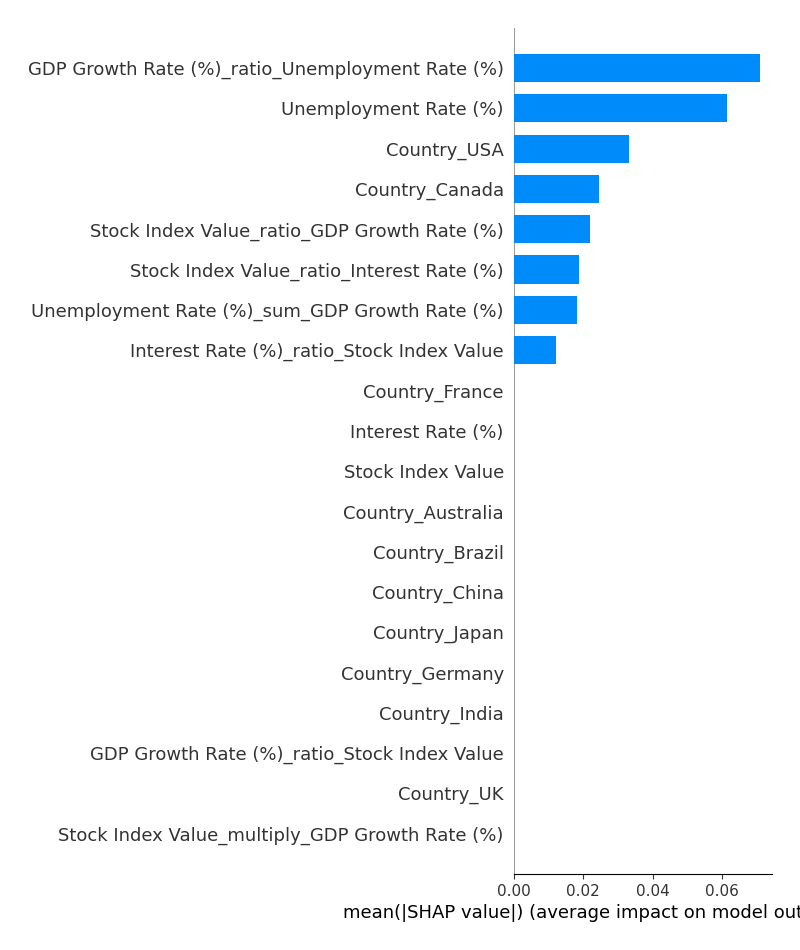 GDP Growth Rate (%)_ratio_Unemployment Rate (%)
Unemployment Rate (%)
Country_USA
Country_Canada
Stock Index Value_ratio_GDP Growth Rate (%)
Stock Index Value_ratio_Interest Rate (%)
Unemployment Rate (%)_sum_GDP Growth Rate (%)
Interest Rate (%)_ratio_Stock Index Value
Country_France
Interest Rate (%)
Stock Index Value
Country_Australia
Country_Brazil
Country_China
Country_Japan
Country_Germany
Country_India
GDP Growth Rate (%)_ratio_Stock Index Value
Country_UK
Stock Index Value_multiply_GDP Growth Rate (%)
0.00 0.02 0.04 0.06
mean(|SHAP value|) (average impact on model out